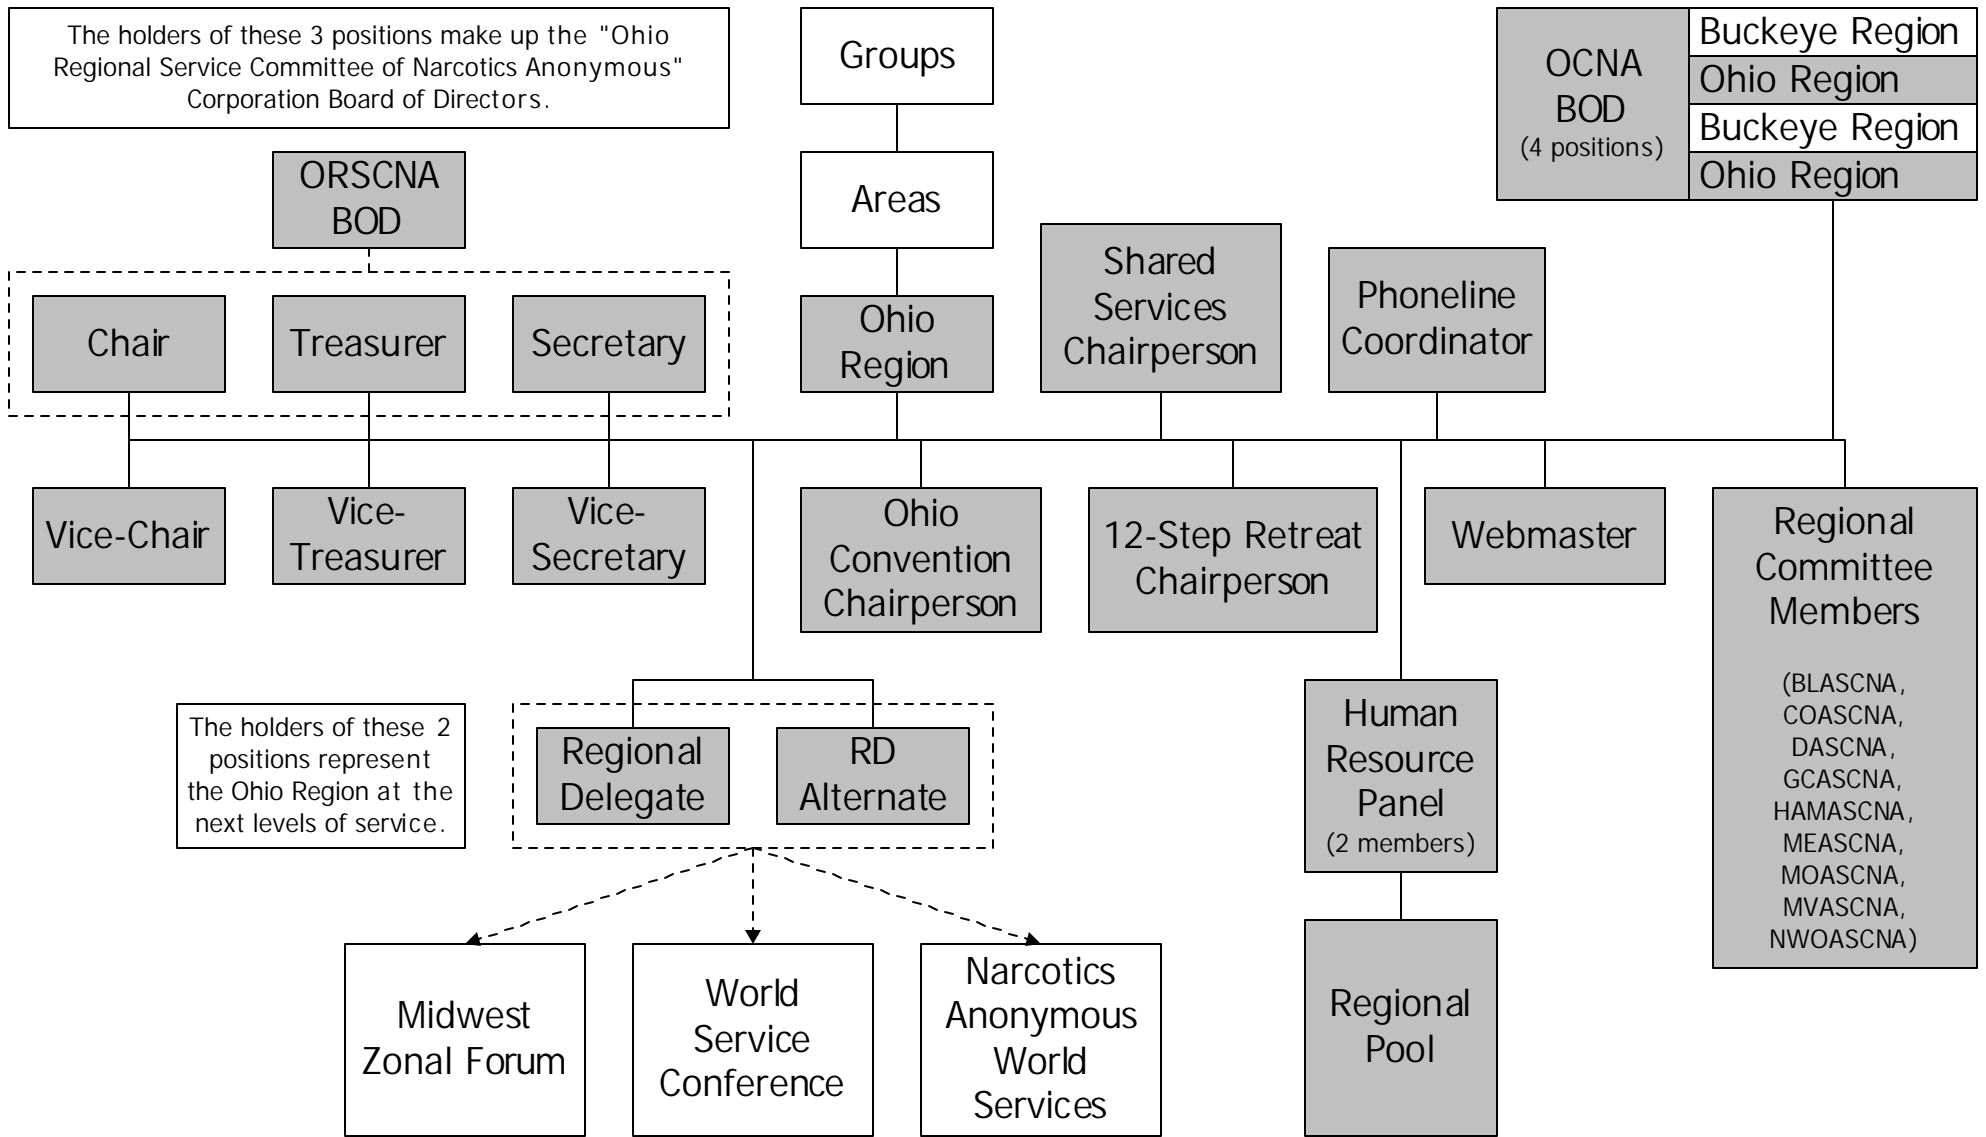 The holders of these 3 positions make up the "Ohio
Regional Service Committee of Narcotics Anonymous"
Corporation Board of Directors.
Groups
OCNA
BOD
(4 positions)
Buckeye Region
Ohio Region
Buckeye Region
Ohio Region
ORSCNA
BOD
Areas
Chair
Treasurer
Secretary
Ohio
Region
Shared
Services
Chairperson
Phoneline
Coordinator
Vice-Chair
Vice-
Treasurer
Vice-
Secretary
Ohio
Convention
Chairperson
12-Step Retreat
Chairperson
Webmaster
Regional
Committee
Members
(BLASCNA,
COASCNA,
DASCNA,
GCASCNA,
HAMASCNA,
MEASCNA,
MOASCNA,
MVASCNA,
NWOASCNA)
The holders of these 2
positions represent
the Ohio Region at the
next levels of service.
Regional
Delegate
RD
Alternate
Human
Resource
Panel
(2 members)
Midwest
Zonal Forum
World
Service
Conference
Narcotics
Anonymous
World
Services
Regional
Pool